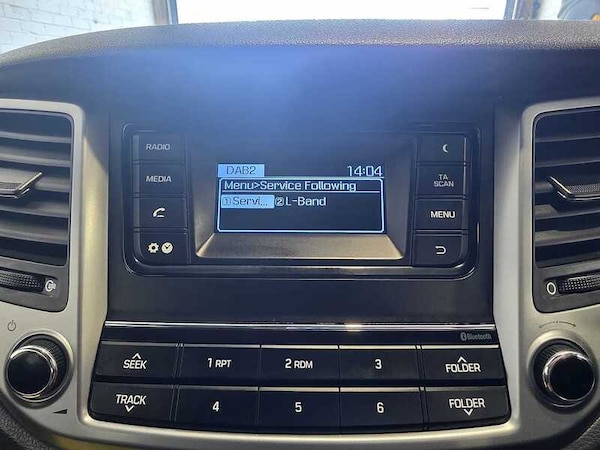 RADIO
MEDIA
DAB2 14:04
Menu>Service Following
①Servi... ②L-Band
TA
SCAN
MENU
Bluetooth
SEEK
1 RPT
2 RDM
3
FOLDER
TRACK
4
5
6
FOLDER